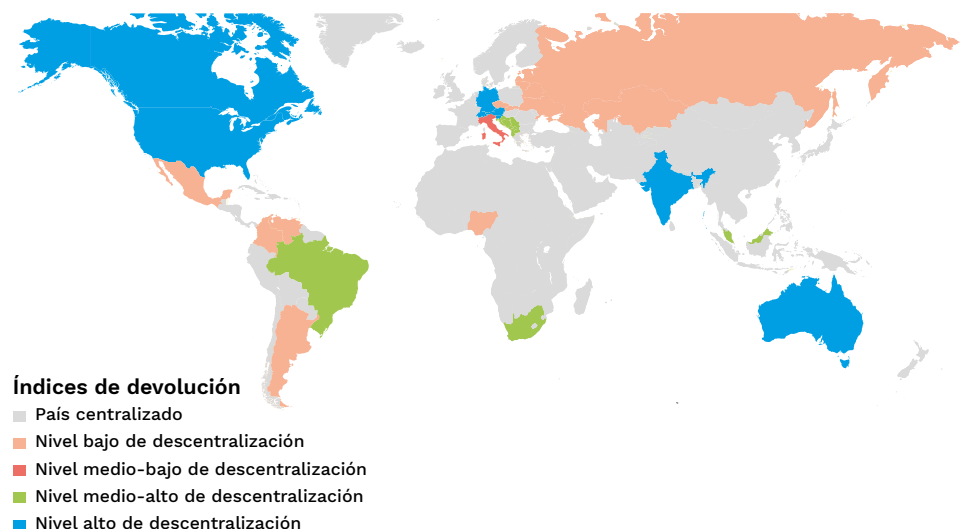 Índices de devolución
País centralizado
Nivel bajo de descentralización
Nivel medio-bajo de descentralización
Nivel medio-alto de descentralización
Nivel alto de descentralización